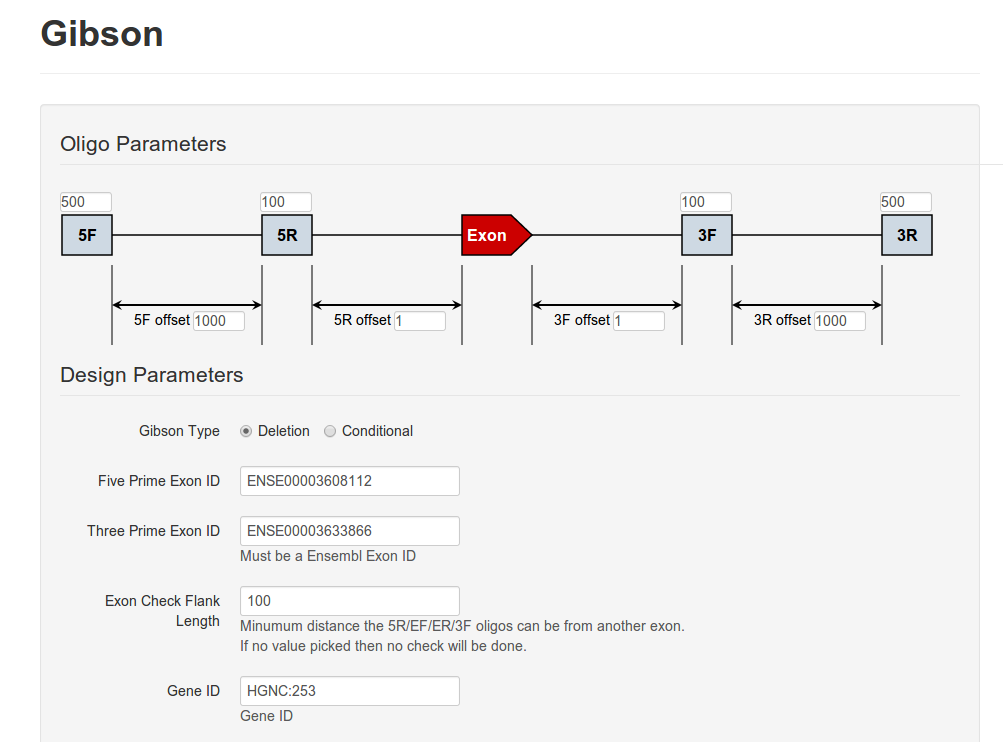 Gibson
Oligo Parameters
500 100 100 500
5F 5R Exon 3F 3R
5F offset 1000 5R offset 1 3F offset 1 3R offset 1000
Design Parameters
Gibson Type Deletion Conditional
Five Prime Exon ID ENSE00003608112
Three Prime Exon ID ENSE00003633866
Must be a Ensembl Exon ID
Exon Check Flank 100
Length
Minumum distance the 5R/EF/ER/3F oligos can be from another exon.
If no value picked then no check will be done.
Gene ID HGNC:253
Gene ID